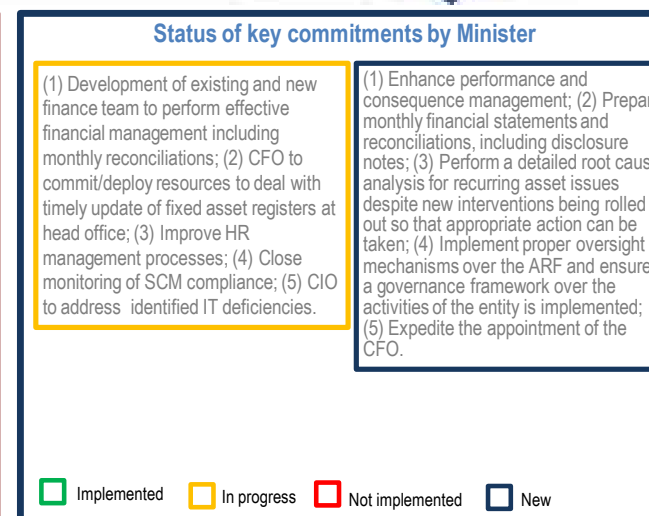 Status of key commitments by Minister
(1) Development of existing and new
finance team to perform effective
financial management including
monthly reconciliations; (2) CFO to
commit/deploy resources to deal with
timely update of fixed asset registers at
head office; (3) Improve HR
management processes; (4) Close
monitoring of SCM compliance; (5) CIO
to address identified IT deficiencies.
(1) Enhance performance and
consequence management; (2)
monthly financial statements and
reconciliations, including disclosure
notes; (3) Perform a detailed root
analysis for recurring asset issues
despite new interventions being rolled
out so that appropriate action can be
taken; (4) Implement proper oversight
mechanisms over the ARF and ensure
a governance framework over the
activities of the entity is implemented;
(5) Expedite the appointment of the
CFO.
Implemented In progress Not implemented New